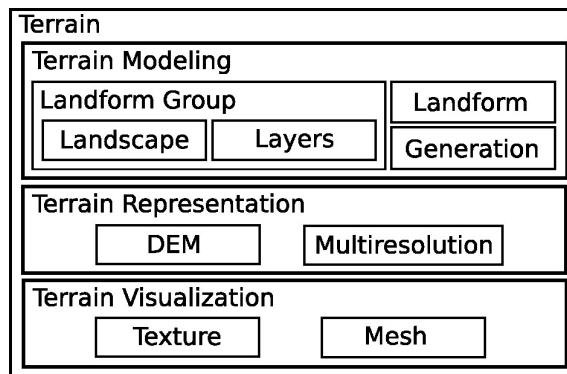 Terrain
Terrain Modeling
Landform Group
Landscape
Layers
Landform
Generation
Terrain Representation
DEM
Multiresolution
Terrain Visualization
Texture
Mesh